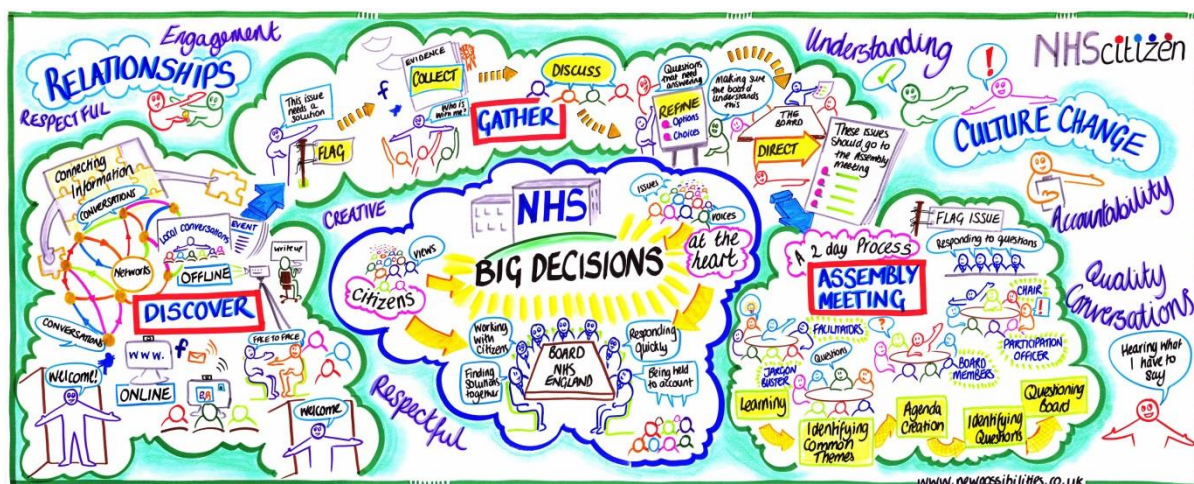 Engagement
RELATIONSHIPS
RESPECTFUL
Connecting
Information
CONVERSATIONS
Networks
CONVERSATIONS
Local conversations
OFFLINE
EVENT
write up
DISCOVER
WWW.
f
ONLINE
FACE TO FACE
Welcome!
Welcome
This issue
needs a
solution
FLAG
f
EVIDENCE
COLLECT
Who is
with me?
GATHER
DISCUSS
Questions
that need
answering
REFINE
Options
Choices
Making sure
the board
understands
this
THE
BOARD
DIRECT
These issues
should go to
the Assembly
meeting
Understanding
NHScitizen
CULTURE CHANGE
Accountability
Quality
Conversations
Hearing what
I have to
say
CREATIVE
Respectful
NHS
BIG DECISIONS
views
Citizens
issues
voices
at the
heart
Working
with
Citizens
Finding
Solutions
together
BOARD
NHS
ENGLAND
Responding
Quickly
Being held
to account
FLAG ISSUE
A 2 day Process
ASSEMBLY
MEETING
Responding to questions
CHAIR
FACILITATORS
PARTICIPATION
OFFICER
JARGON
BUSTER
Questions
BOARD
MEMBERS
Learning
Identifying
Common
Themes
Agenda
Creation
Identifying
Questions
Questioning
Board
www.newpossibilities.co.uk